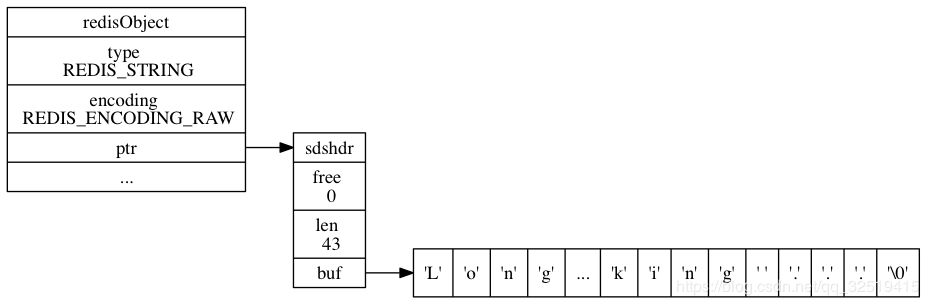 redisObject
type
REDIS_STRING
encoding
REDIS_ENCODING_RAW
ptr
...
sdshdr
free
0
len
43
buf
'L' 'o' 'n' 'g' ... 'k' 'i' 'n' 'g' ' ' '.' '.' '.' '\0'
https://blog.csdn.net/qq_32519415